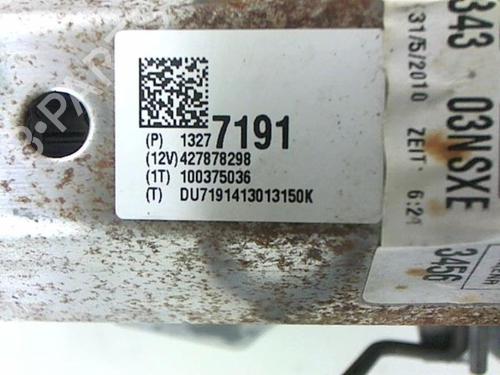 (P) 1327 7191
(12V) 427878298
(1T) 100375036
(T) DU7191413013150K
343 03NSXE
31/5/2010 ZEIT· 6:21
3456